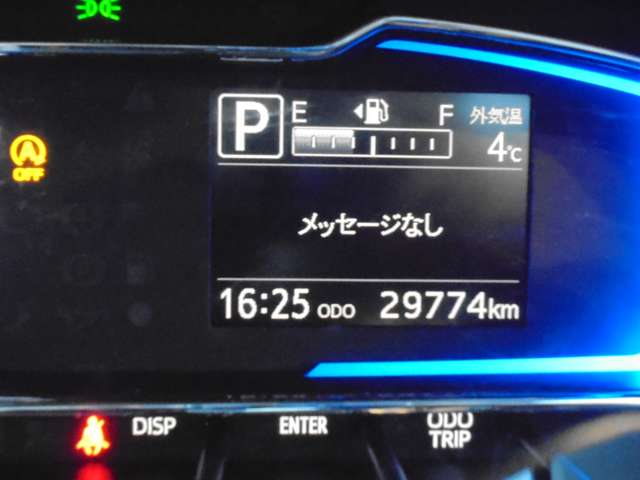 P E F 外気温
4℃
A
OFF
メッセージなし
16:25 ODO 29774km
DISP ENTER ODO
TRIP